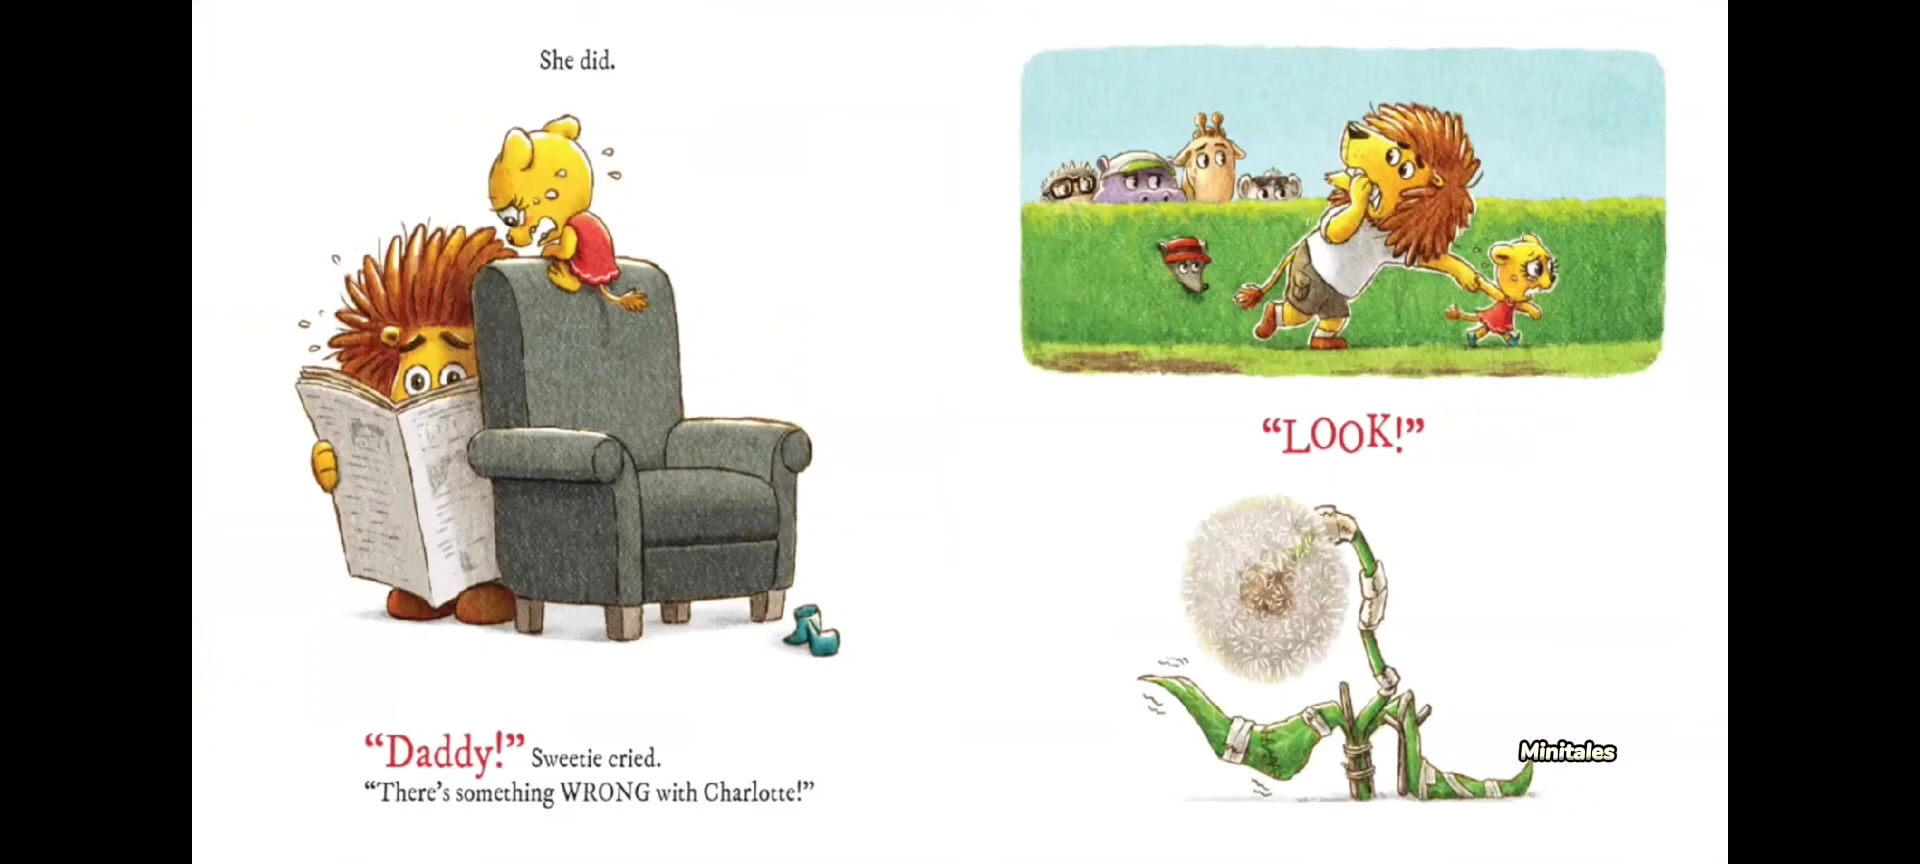 She did.
“Daddy!” Sweetie cried.
“There’s something WRONG with Charlotte!”
“LOOK!”
Minitales